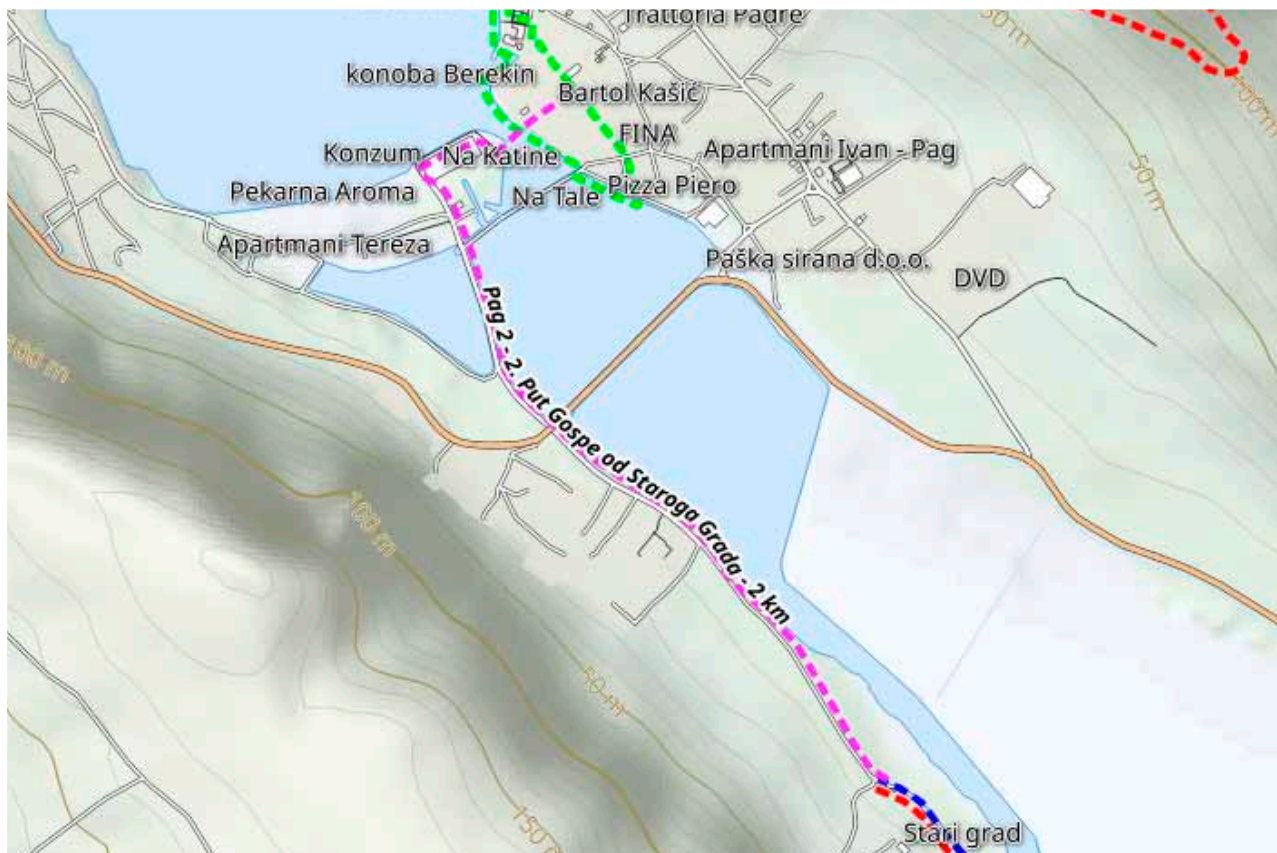 Trattoria Padre
50 m
konoba Berekin
Bartol Kašić
100 m
FINA
Konzum
Na Katine
Apartmani Ivan - Pag
50 m
Pekarna Aroma
Na Tale
Pizza Piero
Apartmani Tereza
Paška sirana d.o.o.
DVD
Pag 2 - 2. Put Gospe od Staroga Grada - 2 km
100 m
100 m
50 m
150 m
Stari grad